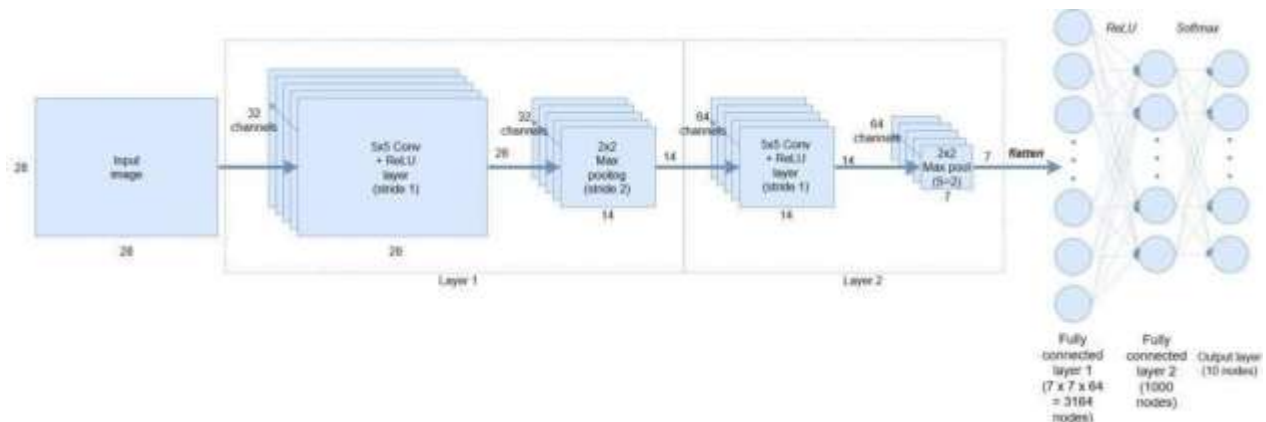 28
Input
image
28
32
channels
5x5 Conv
+ ReLU
layer
(stride 1)
28
28
32
channels
2x2
Max
pooling
(stride 2)
14
14
Layer 1
64
channels
5x5 Conv
+ ReLU
layer
(stride 1)
14
14
64
channels
2x2
Max pool
(S=2)
7
7
Layer 2
flatten
ReLU
Softmax
Fully
connected
layer 1
(7 x 7 x 64
= 3164
nodes)
Fully
connected
layer 2
(1000
nodes)
Output layer
(10 nodes)